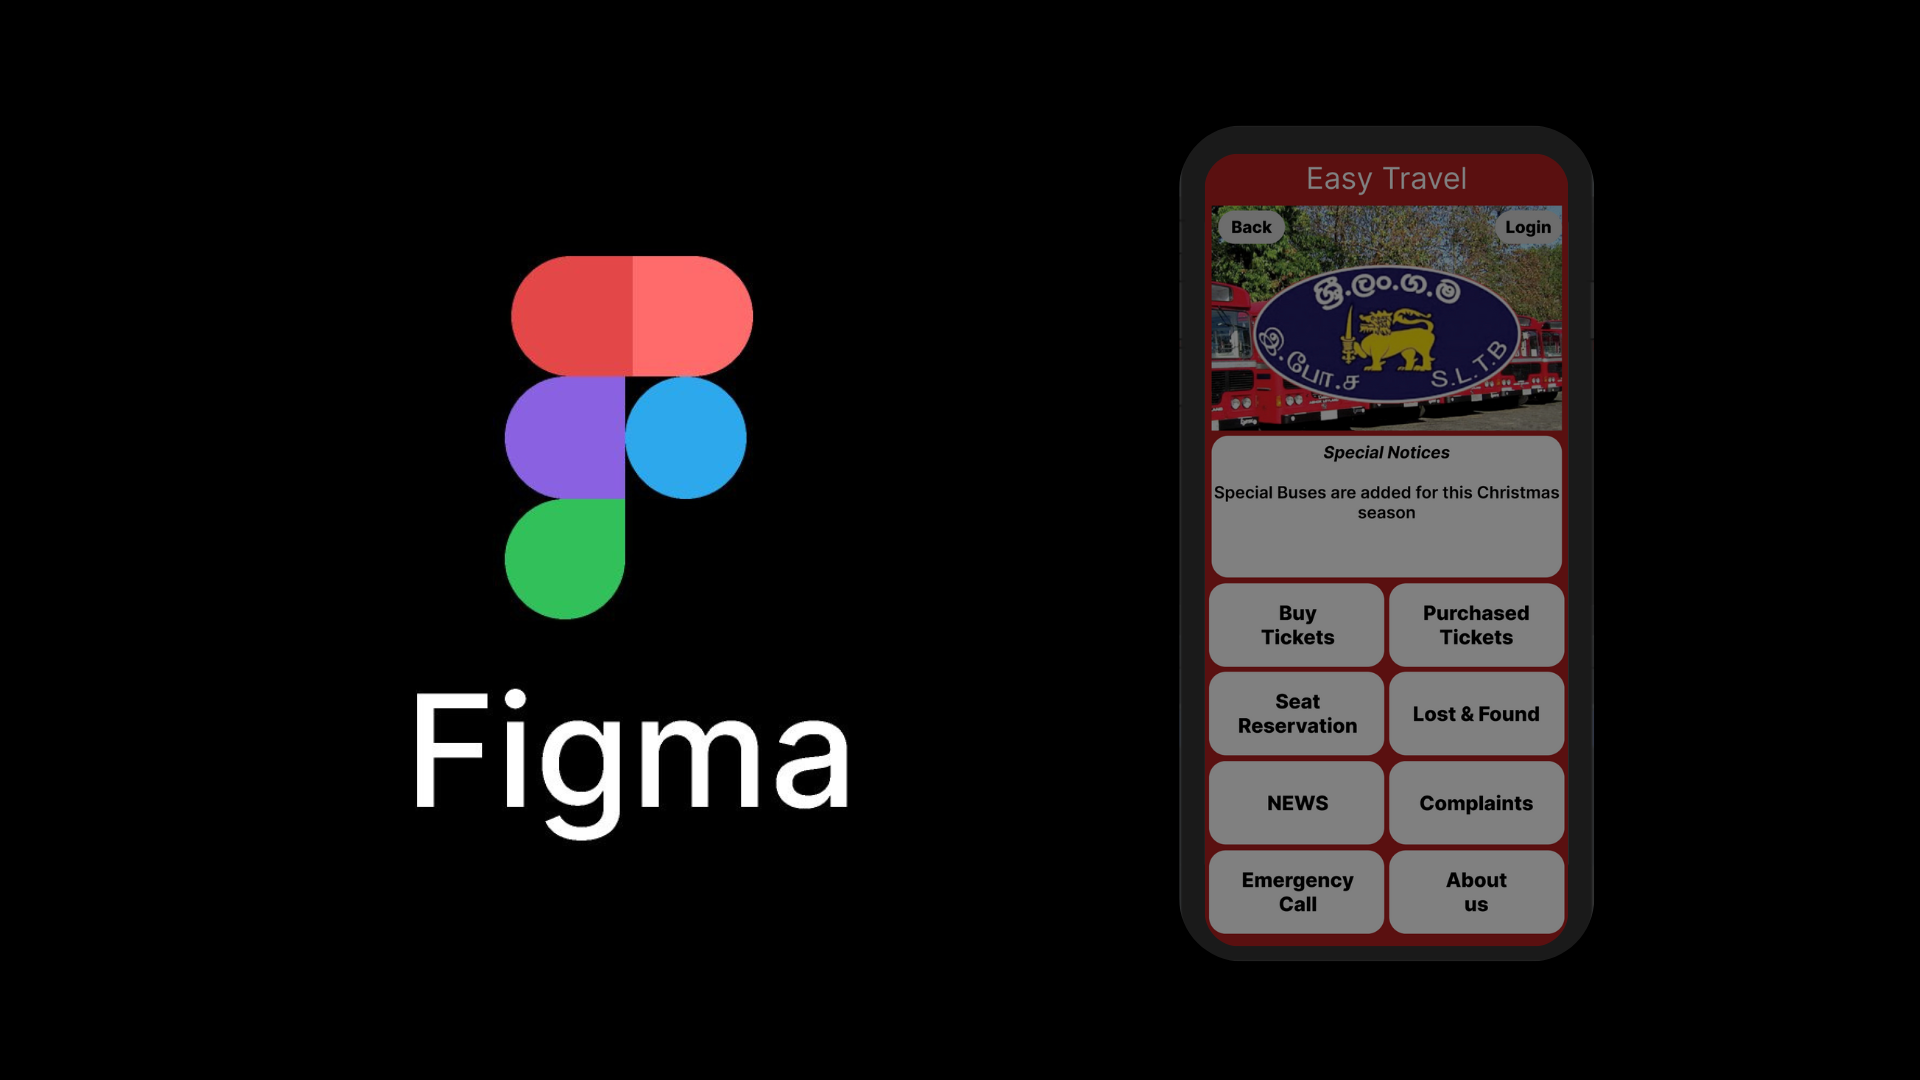 Figma
Easy Travel
Back
Login
ශ්‍රී.ලං.ග.ම
இ.போ.ச
S.L.T.B
Special Notices
Special Buses are added for this Christmas
season
Buy
Tickets
Purchased
Tickets
Seat
Reservation
Lost & Found
NEWS
Complaints
Emergency
Call
About
us